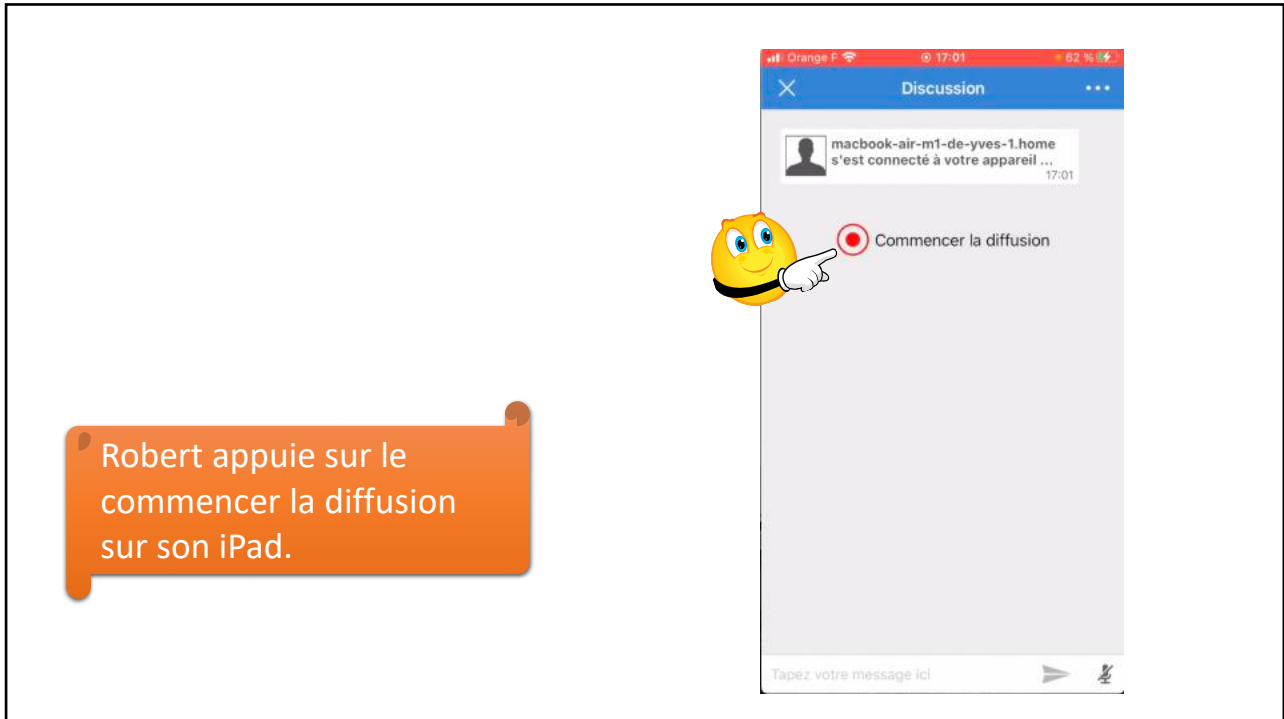 Orange F 17:01 62 %
Discussion
macbook-air-m1-de-yves-1.home
s'est connecté à votre appareil ...
17:01
Commencer la diffusion
Robert appuie sur le
commencer la diffusion
sur son iPad.
Tapez votre message ici